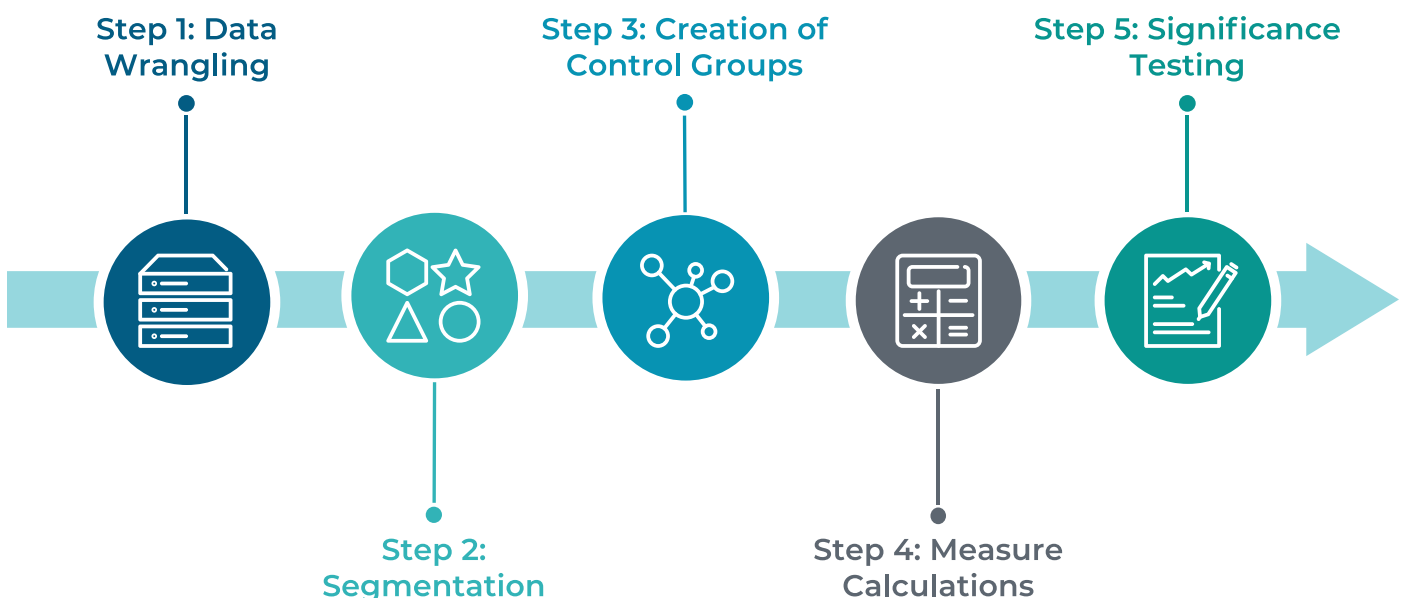 Step 1: Data
Wrangling
Step 2:
Segmentation
Step 3: Creation of
Control Groups
Step 4: Measure
Calculations
Step 5: Significance
Testing